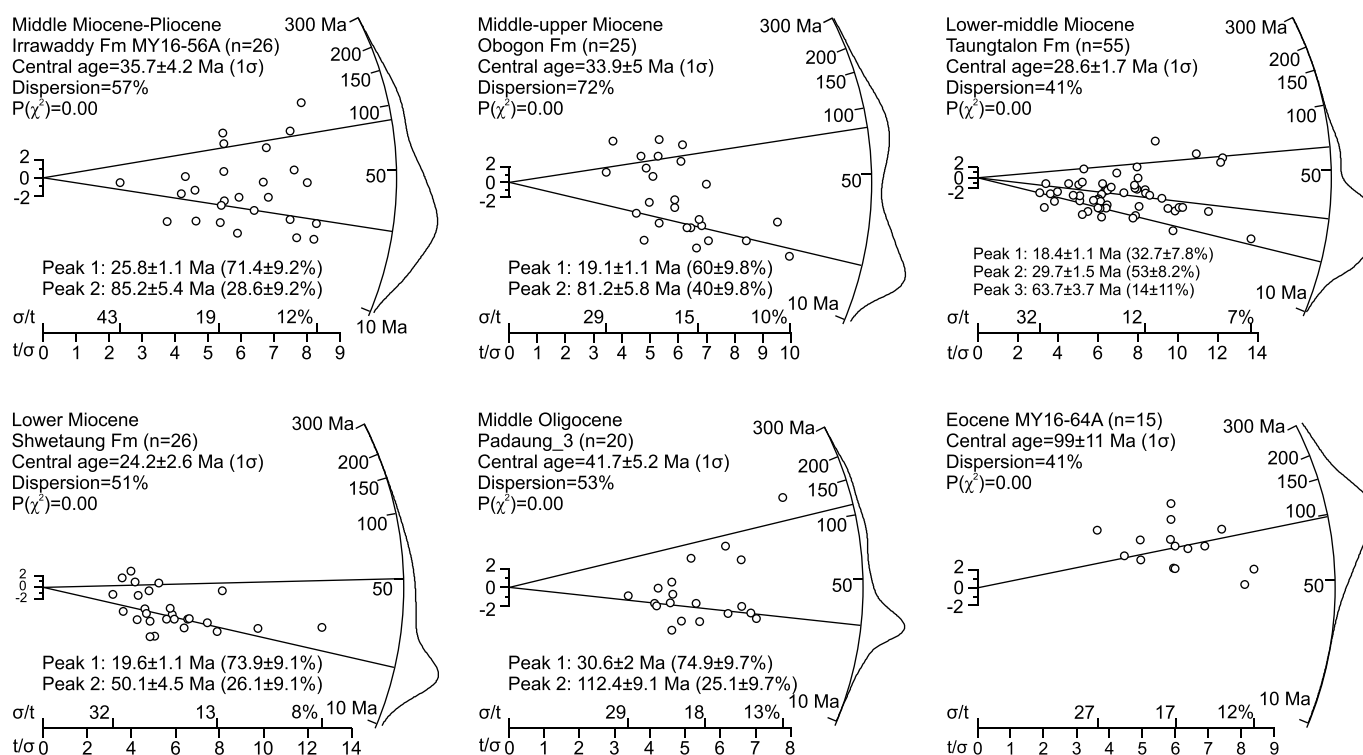 Middle Miocene-Pliocene
Irrawaddy Fm MY16-56A (n=26)
Central age=35.7±4.2 Ma (1σ)
Dispersion=57%
P(χ²)=0.00
300 Ma
200
150
100
50
10 Ma
2
0
-2
Peak 1: 25.8±1.1 Ma (71.4±9.2%)
Peak 2: 85.2±5.4 Ma (28.6±9.2%)
σ/t 43 19 12%
t/σ 0 1 2 3 4 5 6 7 8 9
Middle-upper Miocene
Obogon Fm (n=25)
Central age=33.9±5 Ma (1σ)
Dispersion=72%
P(χ²)=0.00
300 Ma
200
150
100
50
10 Ma
2
0
-2
Peak 1: 19.1±1.1 Ma (60±9.8%)
Peak 2: 81.2±5.8 Ma (40±9.8%)
σ/t 29 15 10%
t/σ 0 1 2 3 4 5 6 7 8 9 10
Lower-middle Miocene
Taungtalon Fm (n=55)
Central age=28.6±1.7 Ma (1σ)
Dispersion=41%
P(χ²)=0.00
300 Ma
200
150
100
50
10 Ma
2
0
-2
Peak 1: 18.4±1.1 Ma (32.7±7.8%)
Peak 2: 29.7±1.5 Ma (53±8.2%)
Peak 3: 63.7±3.7 Ma (14±11%)
σ/t 32 12 7%
t/σ 0 2 4 6 8 10 12 14
Lower Miocene
Shwetaung Fm (n=26)
Central age=24.2±2.6 Ma (1σ)
Dispersion=51%
P(χ²)=0.00
300 Ma
200
150
100
50
10 Ma
2
0
-2
Peak 1: 19.6±1.1 Ma (73.9±9.1%)
Peak 2: 50.1±4.5 Ma (26.1±9.1%)
σ/t 32 13 8%
t/σ 0 2 4 6 8 10 12 14
Middle Oligocene
Padaung_3 (n=20)
Central age=41.7±5.2 Ma (1σ)
Dispersion=53%
P(χ²)=0.00
300 Ma
200
150
100
50
10 Ma
2
0
-2
Peak 1: 30.6±2 Ma (74.9±9.7%)
Peak 2: 112.4±9.1 Ma (25.1±9.7%)
σ/t 29 18 13%
t/σ 0 1 2 3 4 5 6 7 8
Eocene MY16-64A (n=15)
Central age=99±11 Ma (1σ)
Dispersion=41%
P(χ²)=0.00
300 Ma
200
150
100
50
10 Ma
2
0
-2
σ/t 27 17 12%
t/σ 0 1 2 3 4 5 6 7 8 9